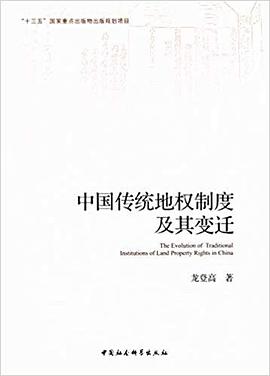 “十三五”国家重点出版物出版规划项目
中国传统地权制度
及其变迁
The Evolution of Traditional
Institutions of Land Property Rights in China
龙登高 著
中国社会科学出版社